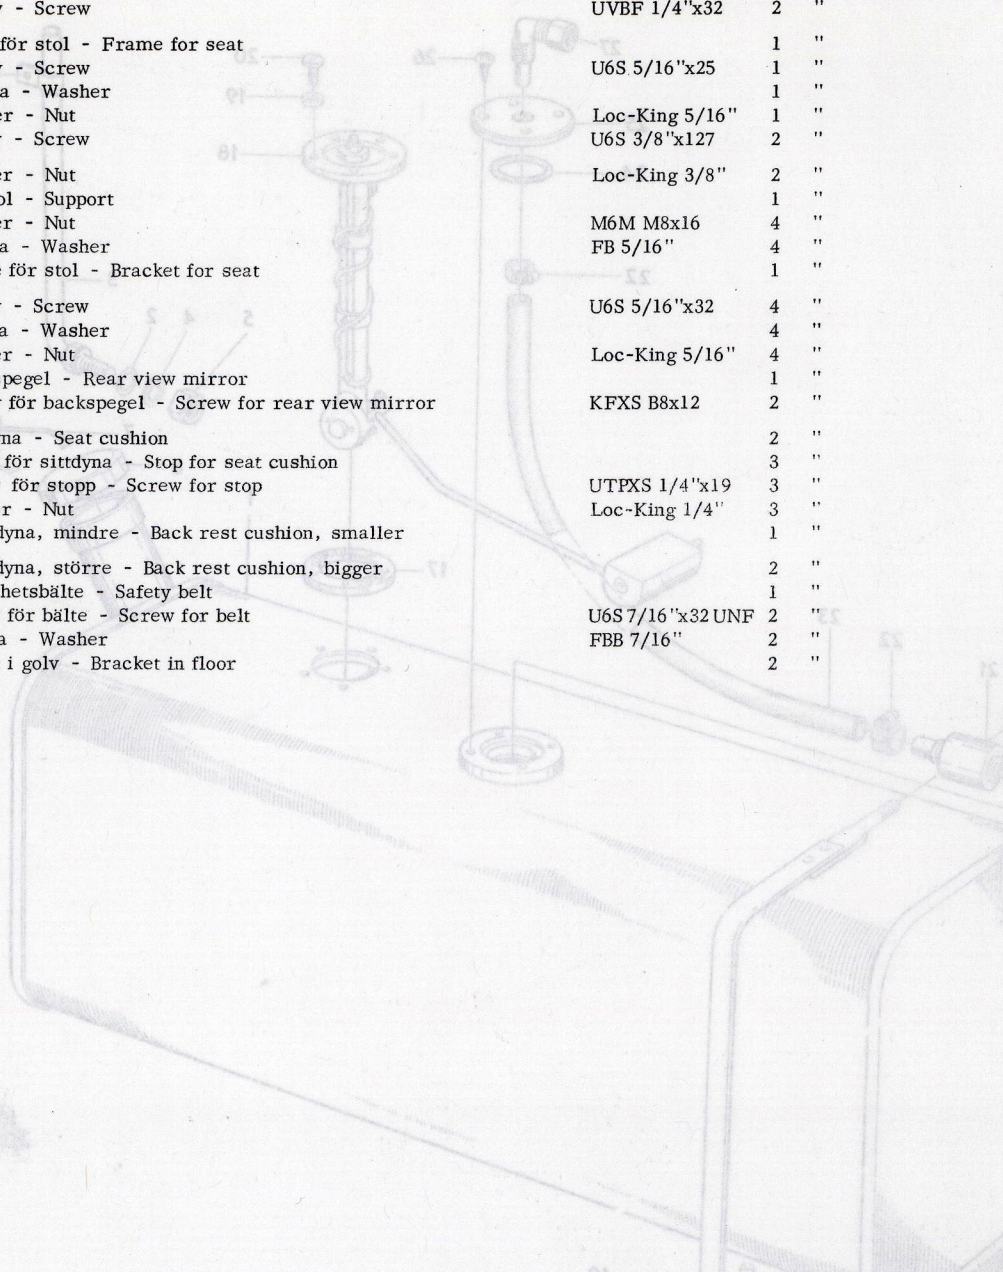 - Screw UVBF 1/4"x32 2 "
för stol - Frame for seat 1 "
- Screw U6S 5/16"x25 1 "
a - Washer 1 "
er - Nut Loc-King 5/16" 1 "
- Screw U6S 3/8"x127 2 "
er - Nut Loc-King 3/8" 2 "
ol - Support 1 "
er - Nut M6M M8x16 4 "
a - Washer FB 5/16" 4 "
för stol - Bracket for seat 1 "
- Screw U6S 5/16"x32 4 "
a - Washer 4 "
er - Nut Loc-King 5/16" 4 "
pegel - Rear view mirror 1 "
för backspegel - Screw for rear view mirror KFXS B8x12 2 "
na - Seat cushion 2 "
för sittdyna - Stop for seat cushion 3 "
för stopp - Screw for stop UTPXS 1/4"x19 3 "
r - Nut Loc-King 1/4" 3 "
dyna, mindre - Back rest cushion, smaller 1 "
dyna, större - Back rest cushion, bigger 2 "
hetsbälte - Safety belt 1 "
för bälte - Screw for belt U6S 7/16"x32 UNF 2 "
a - Washer FBB 7/16" 2 "
i golv - Bracket in floor 2 "